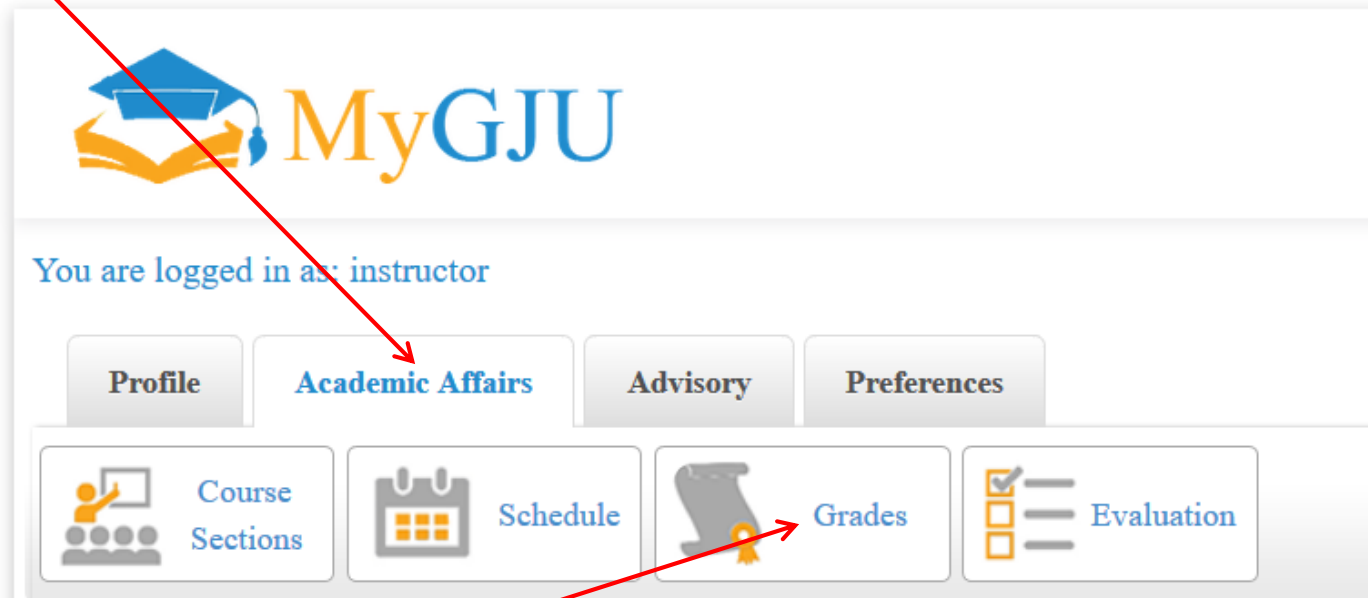 MyGJU
You are logged in as: instructor
Profile Academic Affairs Advisory Preferences
Course
Sections
Schedule
Grades
Evaluation